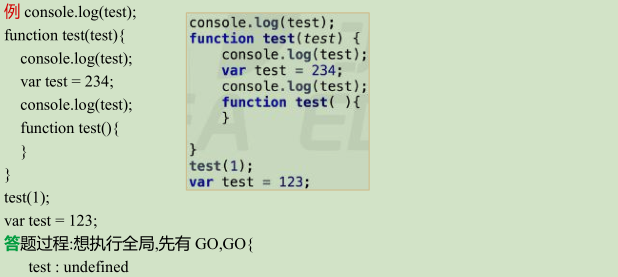 例 console.log(test);
function test(test){
console.log(test);
var test = 234;
console.log(test);
function test(){
}
}
test(1);
var test = 123;
答题过程:想执行全局,先有 GO,GO{
test : undefined
console.log(test);
function test(test) {
console.log(test);
var test = 234;
console.log(test);
function test( ){
}
}
test(1);
var test = 123;